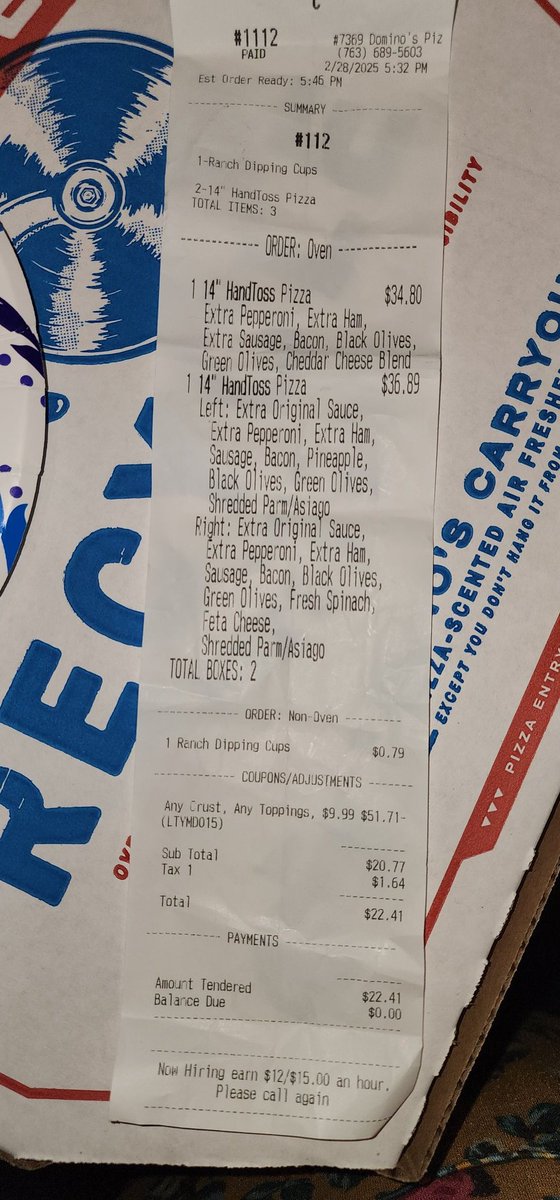 #1112
PAID
#7369 Domino's Piz
(763) 689-5603
2/28/2025 5:32 PM
Est Order Ready: 5:46 PM
SUMMARY
#112
1-Ranch Dipping Cups
2-14" HandToss Pizza
TOTAL ITEMS: 3
ORDER: Oven
1 14" HandToss Pizza $34.80
Extra Pepperoni, Extra Ham,
Extra Sausage, Bacon, Black Olives,
Green Olives, Cheddar Cheese Blend
1 14" HandToss Pizza $36.89
Left: Extra Original Sauce,
Extra Pepperoni, Extra Ham,
Sausage, Bacon, Pineapple,
Black Olives, Green Olives,
Shredded Parm/Asiago
Right: Extra Original Sauce,
Extra Pepperoni, Extra Ham,
Sausage, Bacon, Black Olives,
Green Olives, Fresh Spinach,
Feta Cheese,
Shredded Parm/Asiago
TOTAL BOXES: 2
ORDER: Non-Oven
1 Ranch Dipping Cups $0.79
COUPONS/ADJUSTMENTS
Any Crust, Any Toppings, $9.99 $51.71-
(LTYMD015)
Sub Total $20.77
Tax 1 $1.64
Total $22.41
PAYMENTS
Amount Tendered $22.41
Balance Due $0.00
Now Hiring earn $12/$15.00 an hour.
Please call again
REC
IBILITY
O'S CARRYOU
ZZA-SCENTED AIR FRESHE
EXCEPT YOU DON'T HANG IT FROM
PIZZA ENTRY